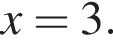 x = 3.